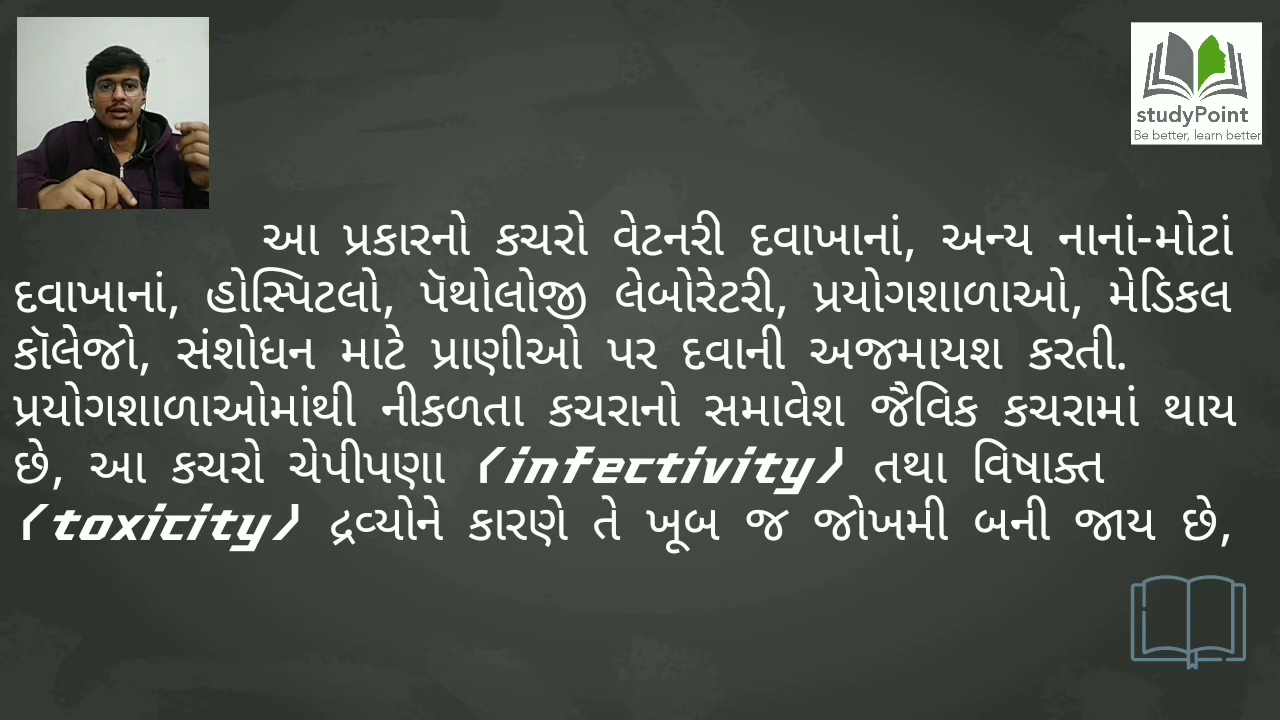 studyPoint
Be better, learn better
આ પ્રકારનો કચરો વેટનરી દવાખાનાં, અન્ય નાનાં-મોટાં
દવાખાનાં, હોસ્પિટલો, પૅથોલોજી લેબોરેટરી, પ્રયોગશાળાઓ, મેડિકલ
કૉલેજો, સંશોધન માટે પ્રાણીઓ પર દવાની અજમાયશ કરતી.
પ્રયોગશાળાઓમાંથી નીકળતા કચરાનો સમાવેશ જૈવિક કચરામાં થાય
છે, આ કચરો ચેપીપણા (infectivity) તથા વિષાક્ત
(toxicity) દ્રવ્યોને કારણે તે ખૂબ જ જોખમી બની જાય છે,